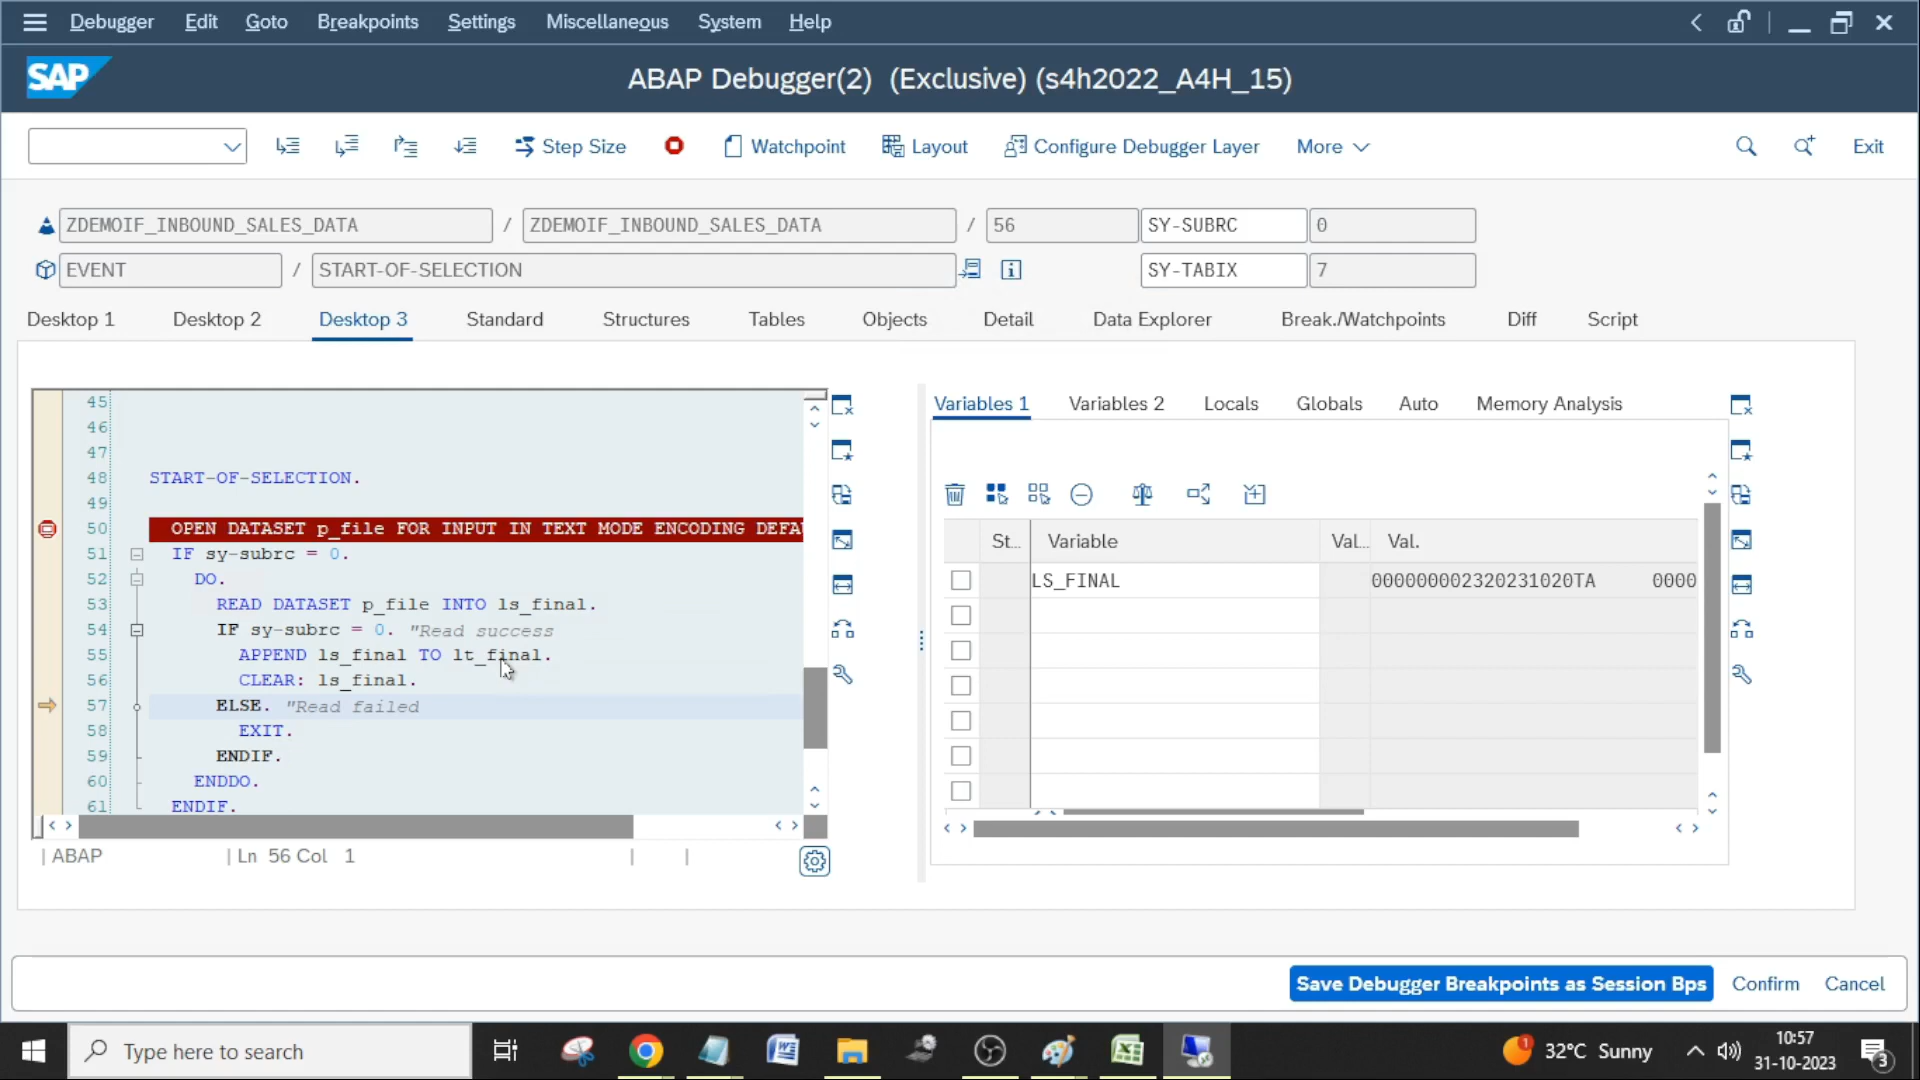 Debugger Edit Goto Breakpoints Settings Miscellaneous System Help
SAP
ABAP Debugger(2) (Exclusive) (s4h2022_A4H_15)
Step Size Watchpoint Layout Configure Debugger Layer More Exit
ZDEMOIF_INBOUND_SALES_DATA / ZDEMOIF_INBOUND_SALES_DATA / 56 SY-SUBRC 0
EVENT / START-OF-SELECTION SY-TABIX 7
Desktop 1 Desktop 2 Desktop 3 Standard Structures Tables Objects Detail Data Explorer Break./Watchpoints Diff Script
45
46
47
48 START-OF-SELECTION.
49
50 OPEN DATASET p_file FOR INPUT IN TEXT MODE ENCODING DEFA
51 IF sy-subrc = 0.
52 DO.
53 READ DATASET p_file INTO ls_final.
54 IF sy-subrc = 0. "Read success
55 APPEND ls_final TO lt_final.
56 CLEAR: ls_final.
57 ELSE. "Read failed
58 EXIT.
59 ENDIF.
60 ENDDO.
61 ENDIF.
ABAP Ln 56 Col 1
Variables 1 Variables 2 Locals Globals Auto Memory Analysis
St... Variable Val... Val.
LS_FINAL 000000002320231020TA 0000
Save Debugger Breakpoints as Session Bps Confirm Cancel
Type here to search
1 32°C Sunny
10:57
31-10-2023
3